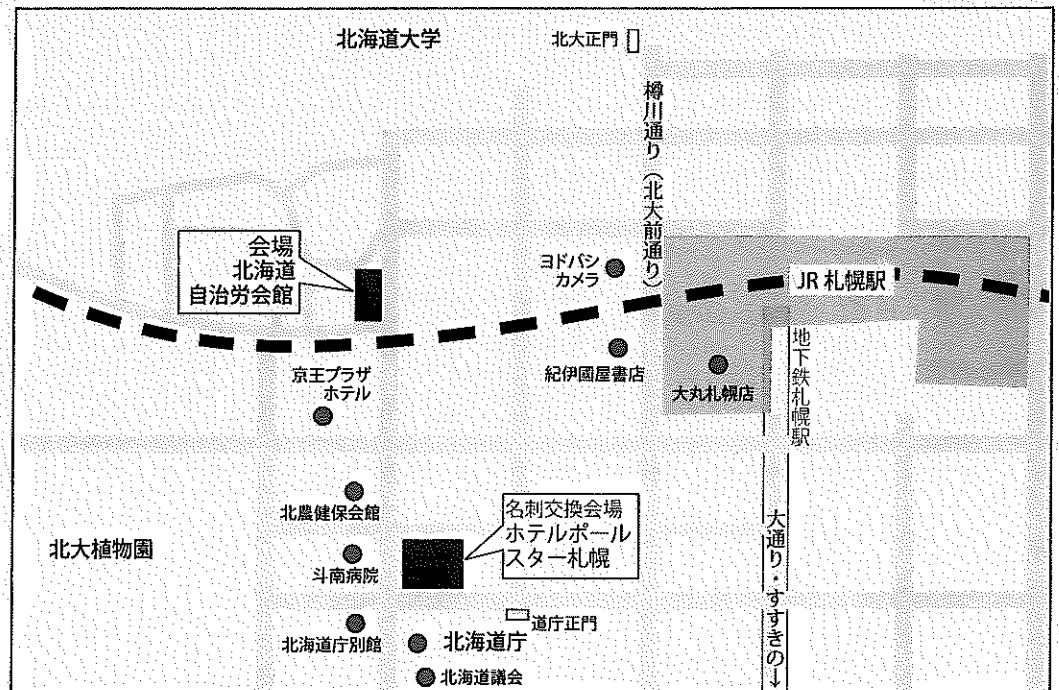 北海道大学
北大正門
樽川通り（北大前通り）
会場
北海道
自治労会館
ヨドバシ
カメラ
JR 札幌駅
京王プラザ
ホテル
紀伊國屋書店
大丸札幌店
地下鉄札幌駅
北農健保会館
名刺交換会場
ホテルポール
スター札幌
大通り・すすきの→
北大植物園
斗南病院
道庁正門
北海道庁別館
北海道庁
北海道議会